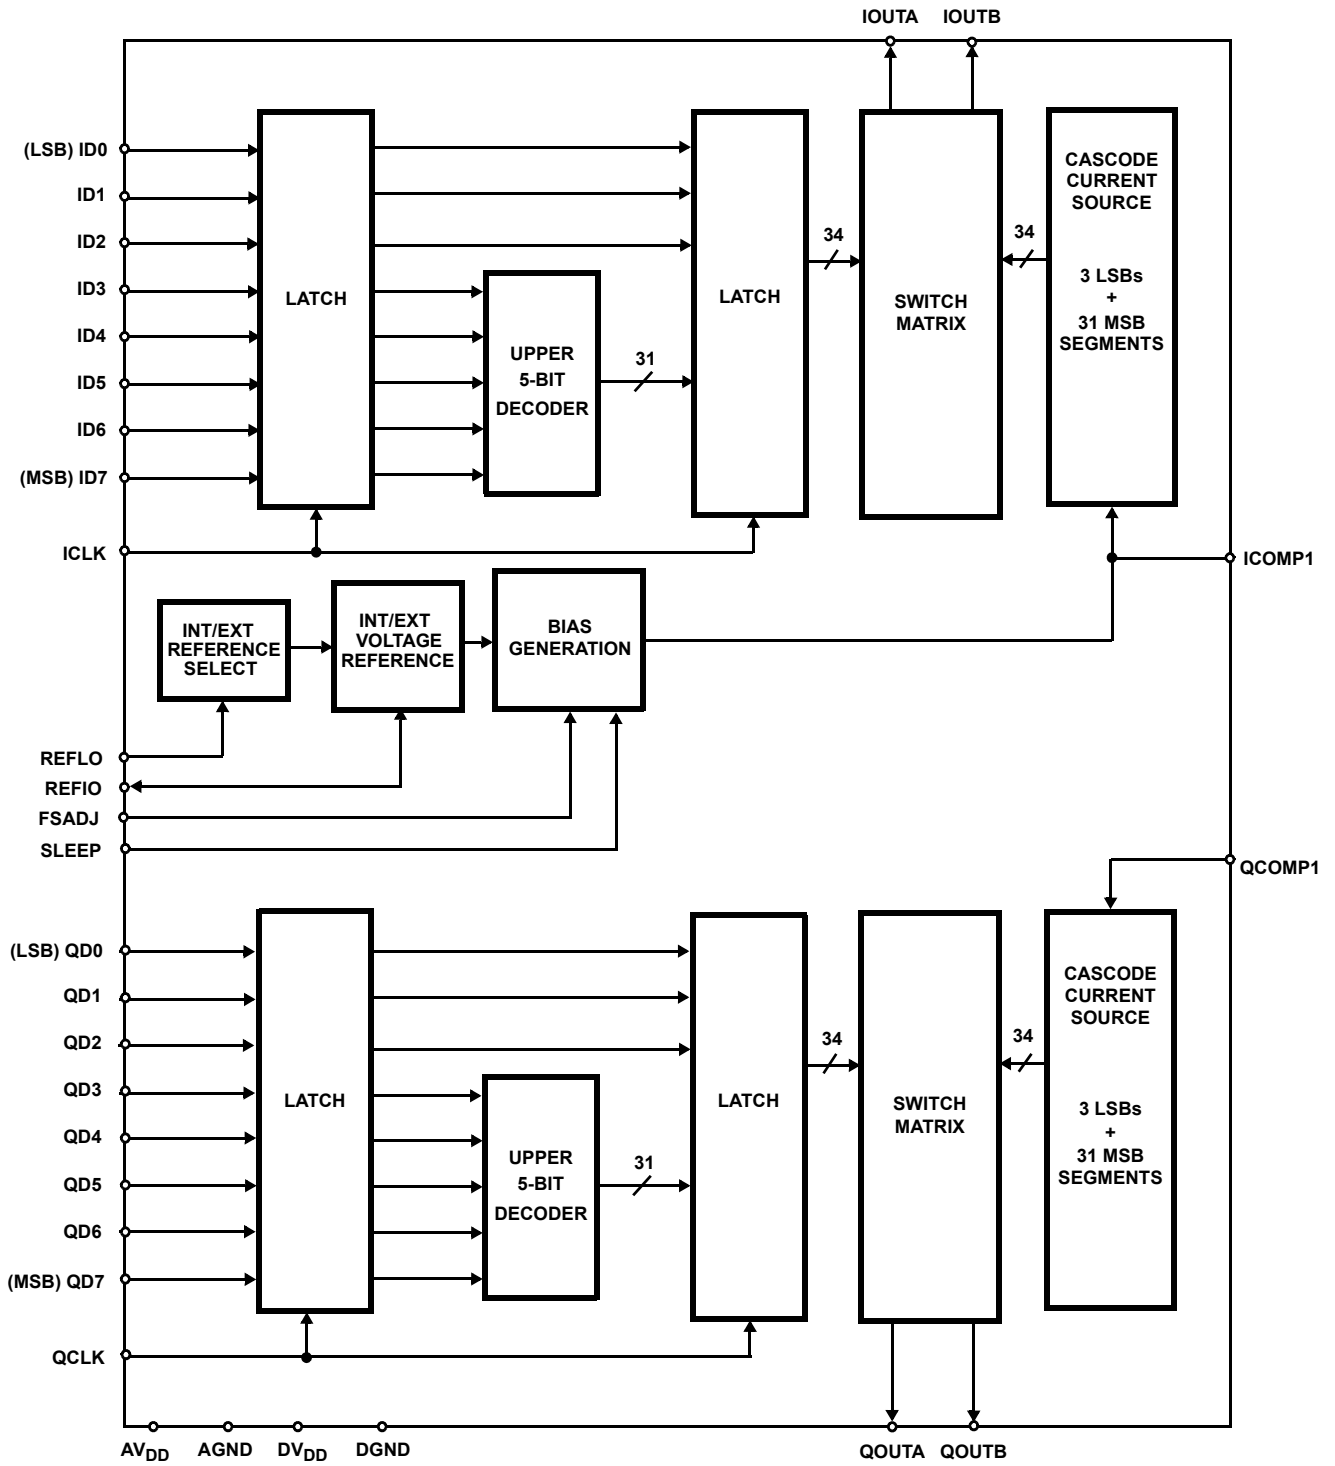 IOUTA IOUTB
(LSB) ID0
ID1
ID2
ID3
ID4
ID5
ID6
(MSB) ID7
ICLK
LATCH
UPPER
5-BIT
DECODER
31
LATCH
34
SWITCH
MATRIX
34
CASCODE
CURRENT
SOURCE
3 LSBs
+
31 MSB
SEGMENTS
ICOMP1
INT/EXT
REFERENCE
SELECT
INT/EXT
VOLTAGE
REFERENCE
BIAS
GENERATION
REFLO
REFIO
FSADJ
SLEEP
QCOMP1
(LSB) QD0
QD1
QD2
QD3
QD4
QD5
QD6
(MSB) QD7
QCLK
LATCH
UPPER
5-BIT
DECODER
31
LATCH
34
SWITCH
MATRIX
34
CASCODE
CURRENT
SOURCE
3 LSBs
+
31 MSB
SEGMENTS
AVDD AGND DVDD DGND
QOUTA QOUTB